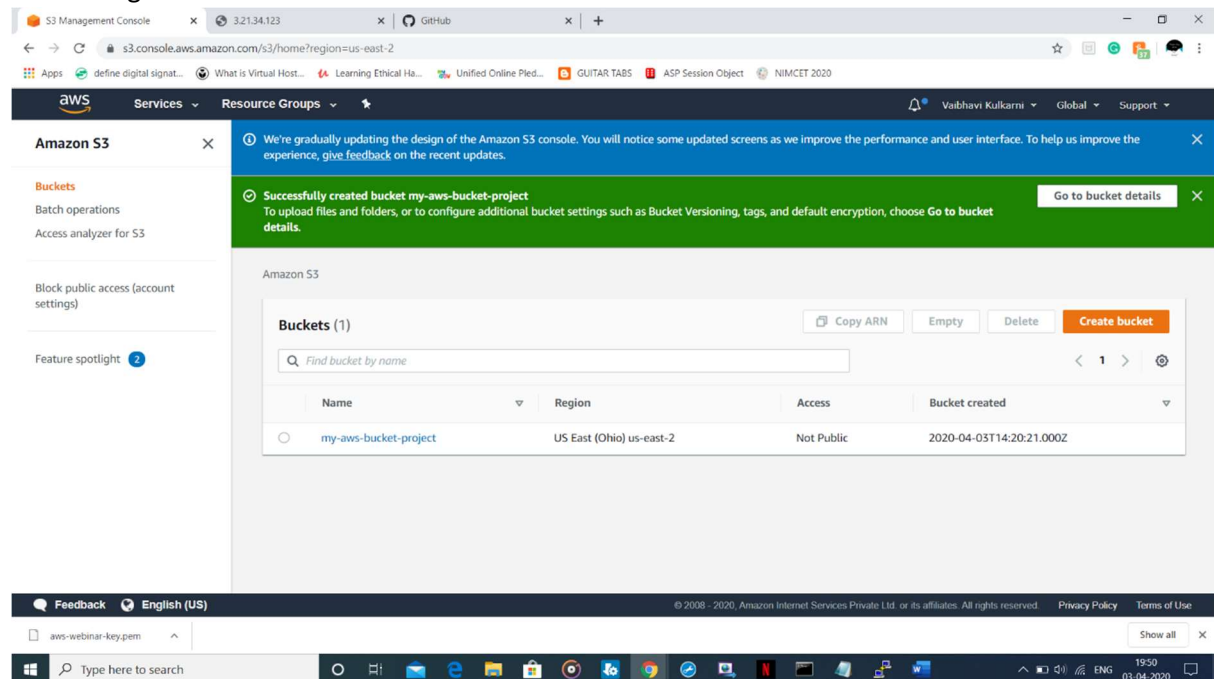 S3 Management Console
3.21.34.123
GitHub
s3.console.aws.amazon.com/s3/home?region=us-east-2
Apps
define digital signat...
What is Virtual Host...
Learning Ethical Ha...
Unified Online Pled...
GUITAR TABS
ASP Session Object
NIMCET 2020
aws
Services
Resource Groups
Vaibhavi Kulkarni
Global
Support
Amazon S3
Buckets
Batch operations
Access analyzer for S3
Block public access (account
settings)
Feature spotlight 2
We're gradually updating the design of the Amazon S3 console. You will notice some updated screens as we improve the performance and user interface. To help us improve the
experience, give feedback on the recent updates.
Successfully created bucket my-aws-bucket-project
To upload files and folders, or to configure additional bucket settings such as Bucket Versioning, tags, and default encryption, choose Go to bucket
details.
Go to bucket details
Amazon S3
Buckets (1)
Copy ARN
Empty
Delete
Create bucket
Find bucket by name
1
Name
Region
Access
Bucket created
my-aws-bucket-project
US East (Ohio) us-east-2
Not Public
2020-04-03T14:20:21.000Z
Feedback
English (US)
© 2008 - 2020, Amazon Internet Services Private Ltd. or its affiliates. All rights reserved.
Privacy Policy
Terms of Use
aws-webinar-key.pem
Show all
Type here to search
ENG
19:50
03-04-2020